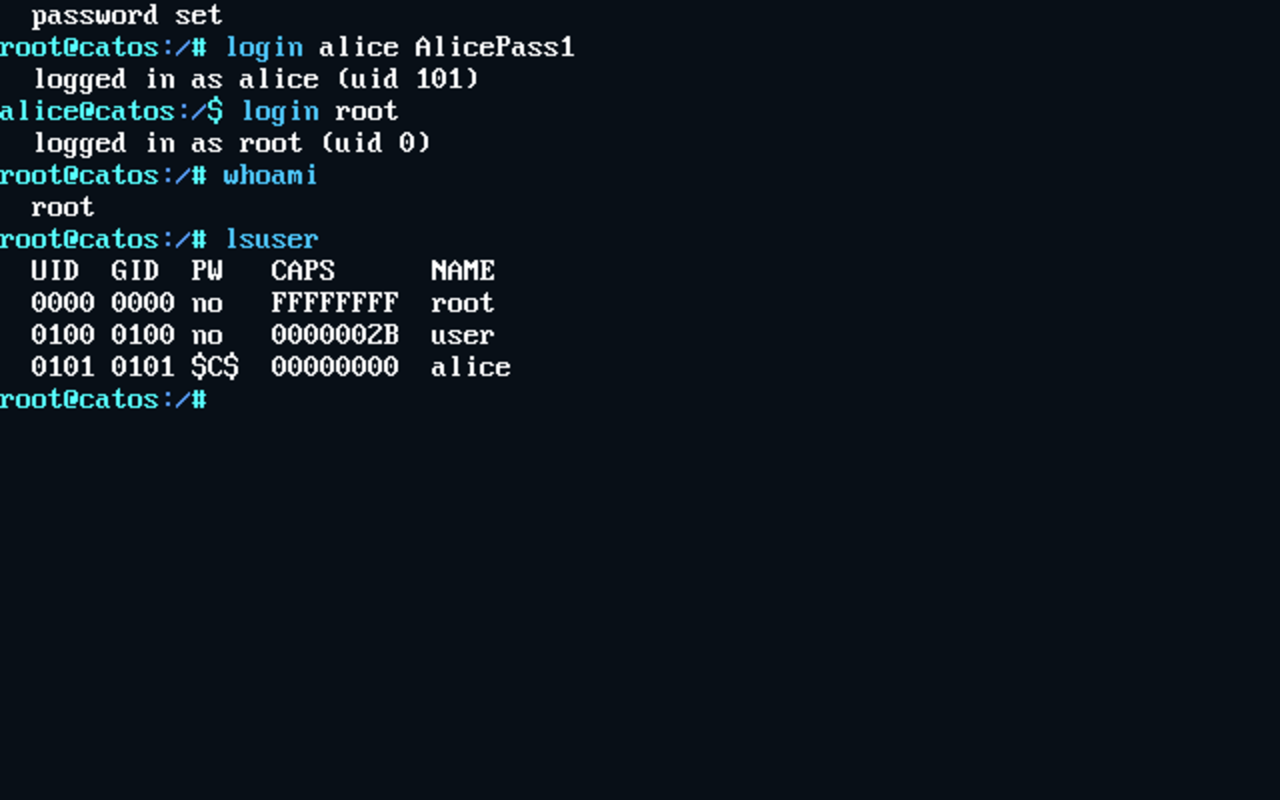 password set
root@catos:/# login alice AlicePass1
logged in as alice (uid 101)
alice@catos:/$ login root
logged in as root (uid 0)
root@catos:/# whoami
root
root@catos:/# lsuser
UID GID PW CAPS NAME
0000 0000 no FFFFFFFF root
0100 0100 no 0000002B user
0101 0101 $C$ 00000000 alice
root@catos:/#